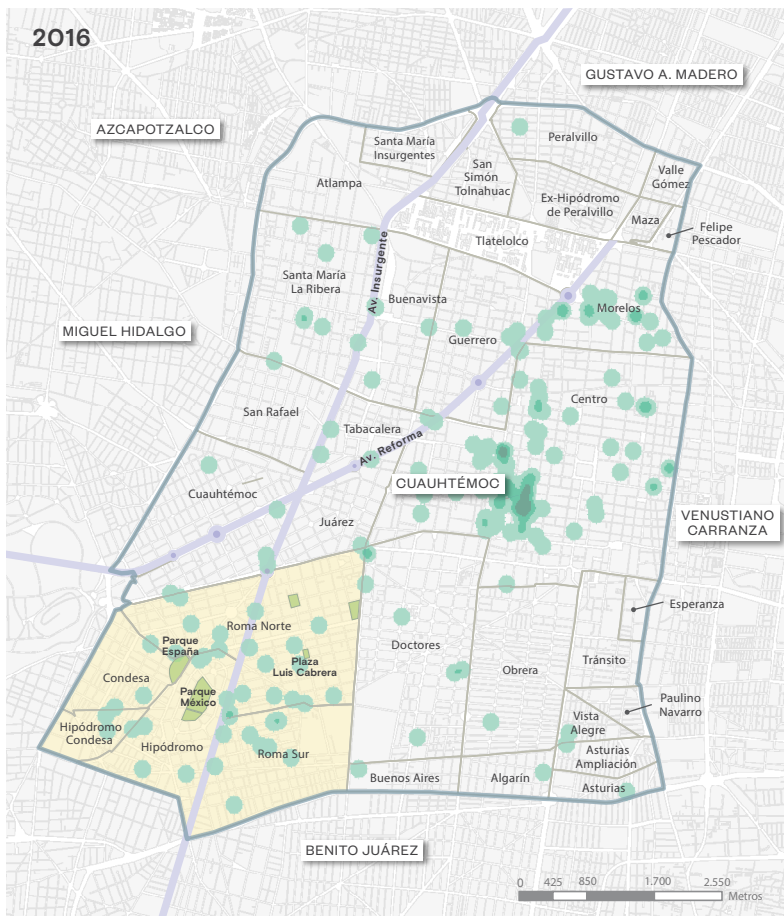 2016
GUSTAVO A. MADERO
AZCAPOTZALCO
Santa María
Insurgentes
Peralvillo
San
Simón
Tolnahuac
Valle
Gómez
Atlampa
Ex-Hipódromo
de Peralvillo
Maza
Felipe
Pescador
Tlatelolco
Av. Insurgente
Santa María
La Ribera
Buenavista
Morelos
MIGUEL HIDALGO
Guerrero
Centro
San Rafael
Tabacalera
Av. Reforma
CUAUHTÉMOC
Cuauhtémoc
Juárez
VENUSTIANO
CARRANZA
Esperanza
Roma Norte
Parque
España
Doctores
Plaza
Luis Cabrera
Tránsito
Obrera
Condesa
Parque
México
Paulino
Navarro
Vista
Alegre
Hipódromo
Condesa
Hipódromo
Roma Sur
Asturias
Ampliación
Buenos Aires
Algarín
Asturias
BENITO JUÁREZ
0 425 850 1.700 2.550
Metros